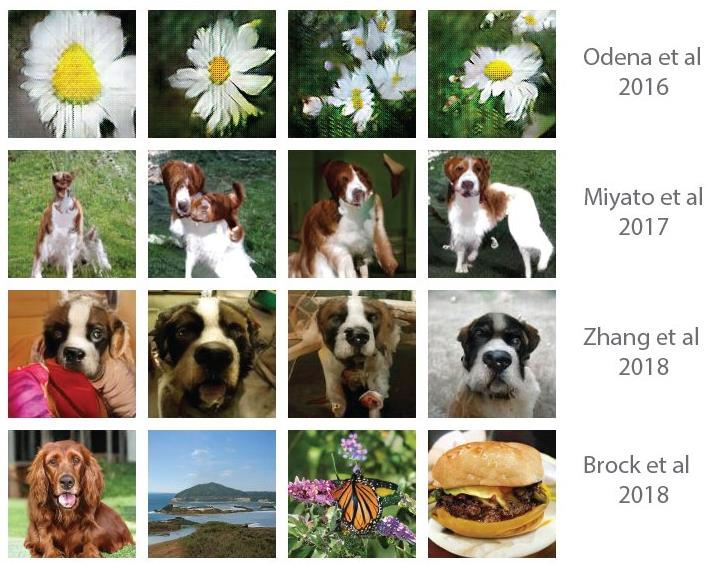 Odena et al
2016
Miyato et al
2017
Zhang et al
2018
Brock et al
2018